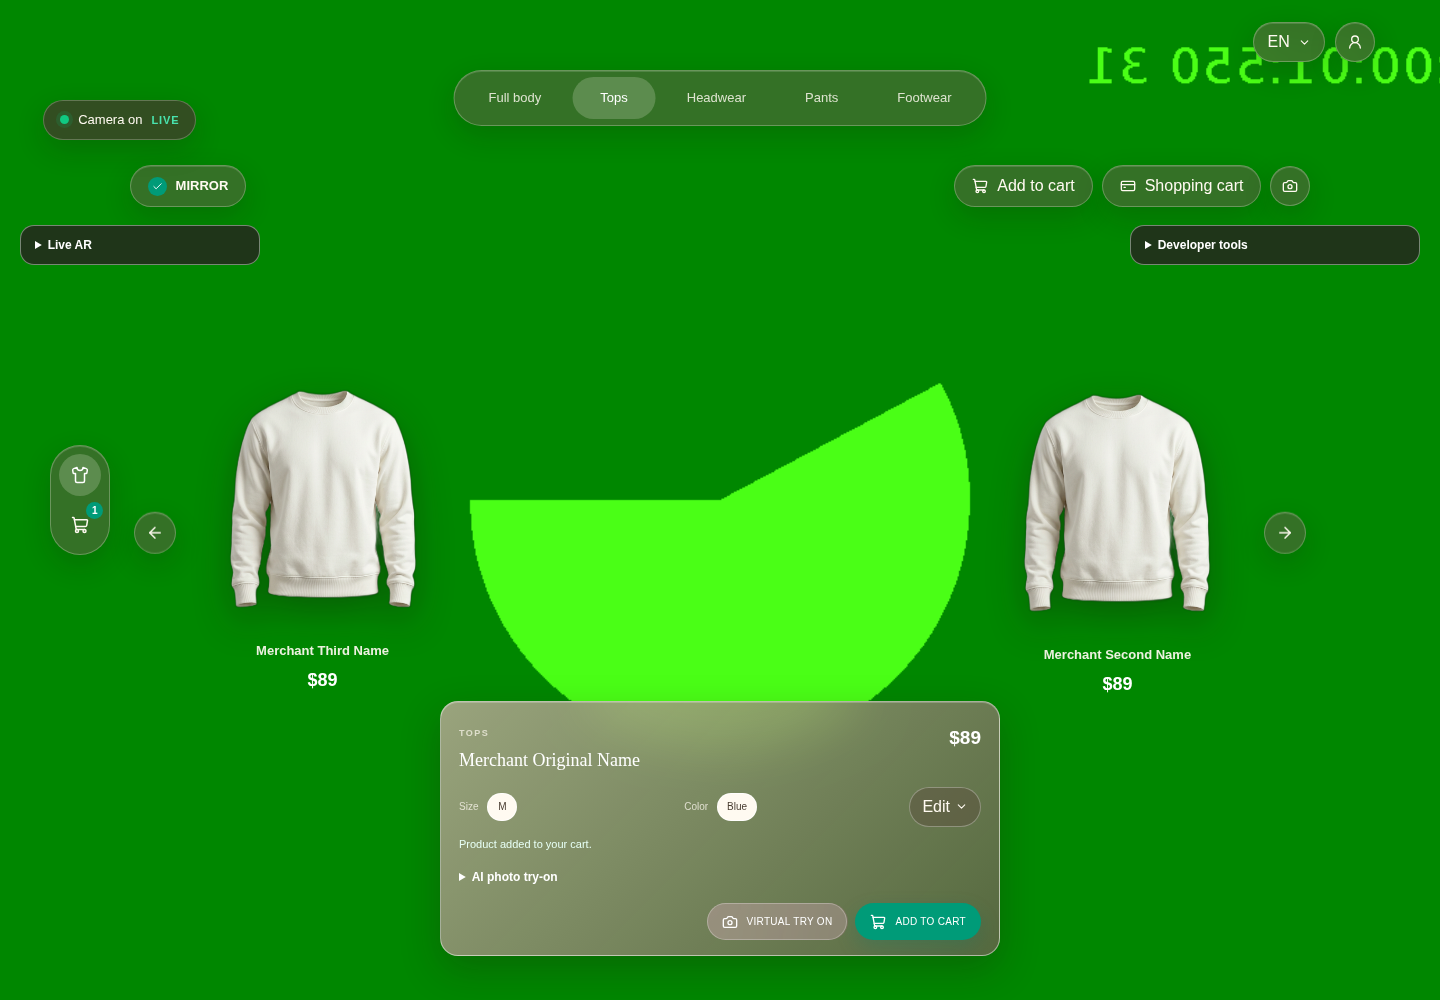 EN
Full body Tops Headwear Pants Footwear
Camera on LIVE
MIRROR
Add to cart
Shopping cart
Live AR
Developer tools
1
Merchant Third Name
$89
Merchant Second Name
$89
TOPS
$89
Merchant Original Name
Size M Color Blue Edit
Product added to your cart.
AI photo try-on
VIRTUAL TRY ON
ADD TO CART